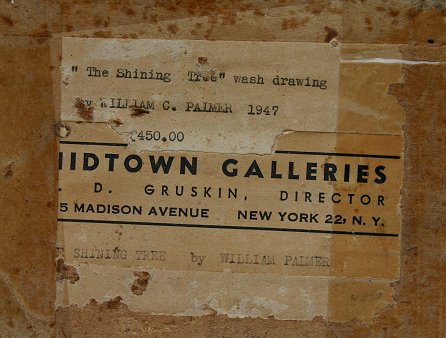 " The Shining Tree" wash drawing
by WILLIAM C. PALMER 1947
$450.00
MIDTOWN GALLERIES
. D. GRUSKIN, DIRECTOR
5 MADISON AVENUE NEW YORK 22, N. Y.
E SHINING TREE by WILLIAM PALMER